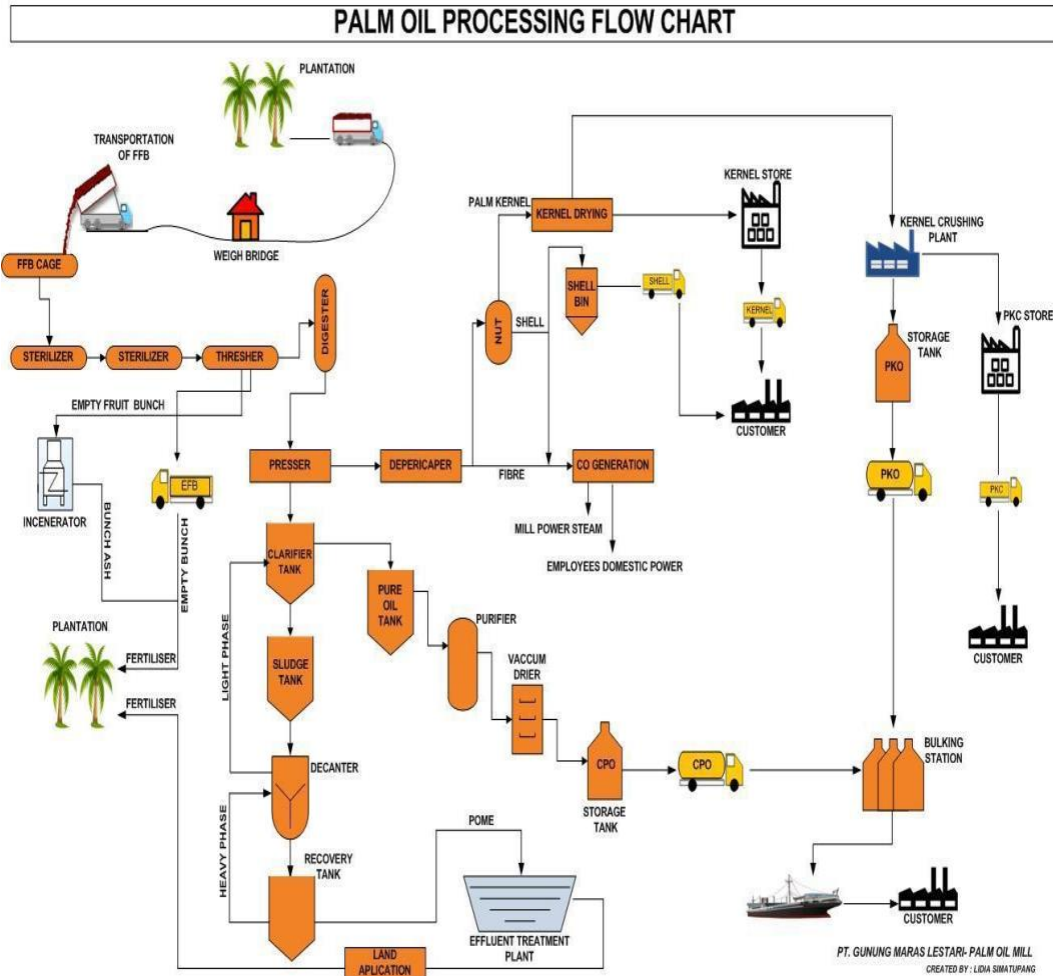 PALM OIL PROCESSING FLOW CHART
PLANTATION
TRANSPORTATION
OF FFB
WEIGH BRIDGE
FFB CAGE
STERILIZER
STERILIZER
THRESHER
DIGESTER
EMPTY FRUIT BUNCH
INCENERATOR
EFB
BUNCH ASH
EMPTY BUNCH
PLANTATION
FERTILISER
FERTILISER
PRESSER
DEPERICAPER
FIBRE
CO GENERATION
MILL POWER STEAM
EMPLOYEES DOMESTIC POWER
NUT
SHELL
PALM KERNEL
KERNEL DRYING
SHELL
BIN
SHELL
KERNEL STORE
KERNEL
CUSTOMER
KERNEL CRUSHING
PLANT
STORAGE
TANK
PKO
PKO
PKC STORE
PKC
CUSTOMER
CLARIFIER
TANK
PURE
OIL
TANK
PURIFIER
VACCUM
DRIER
CPO
STORAGE
TANK
CPO
BULKING
STATION
CUSTOMER
LIGHT PHASE
SLUDGE
TANK
DECANTER
HEAVY PHASE
RECOVERY
TANK
POME
EFFLUENT TREATMENT
PLANT
LAND
APLICATION
PT. GUNUNG MARAS LESTARI- PALM OIL MILL
CREATED BY : LIDIA SIMATUPANG